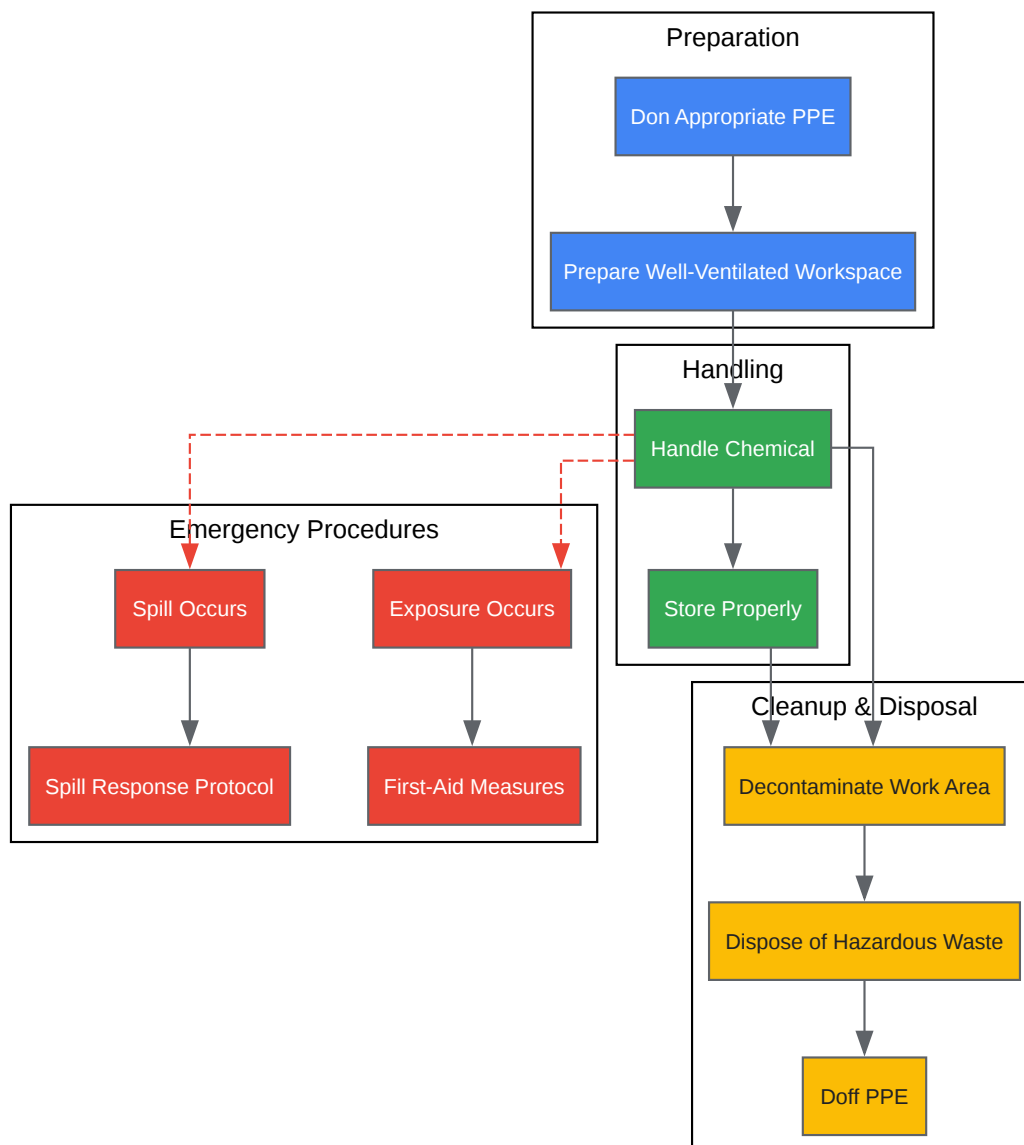 Preparation
Don Appropriate PPE
Prepare Well-Ventilated Workspace
Handling
Handle Chemical
Store Properly
Emergency Procedures
Spill Occurs
Exposure Occurs
Spill Response Protocol
First-Aid Measures
Cleanup & Disposal
Decontaminate Work Area
Dispose of Hazardous Waste
Doff PPE